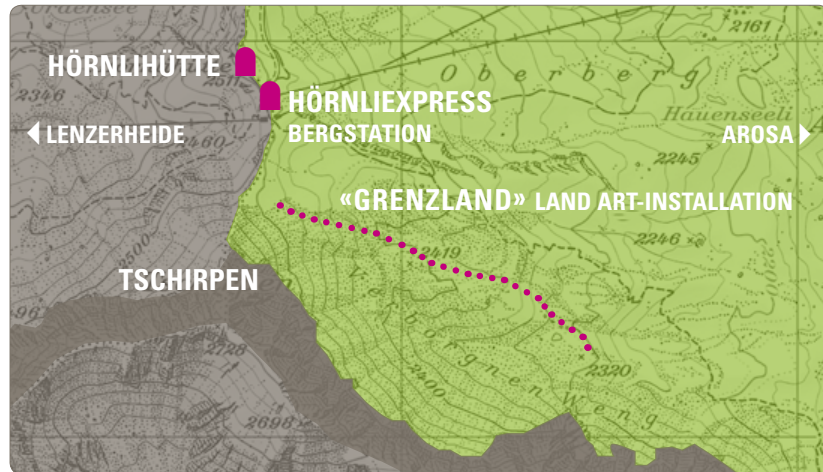 2161
HÖRNLIHÜTTE
Oberberg
2346
HÖRNLIEXPRESS
Hauenseeli
◀ LENZERHEIDE
2460
BERGSTATION
AROSA ▶
2245
«GRENZLAND» LAND ART-INSTALLATION
2500
2419
2246
TSCHIRPEN
2728
2320
2400
Weng
2698